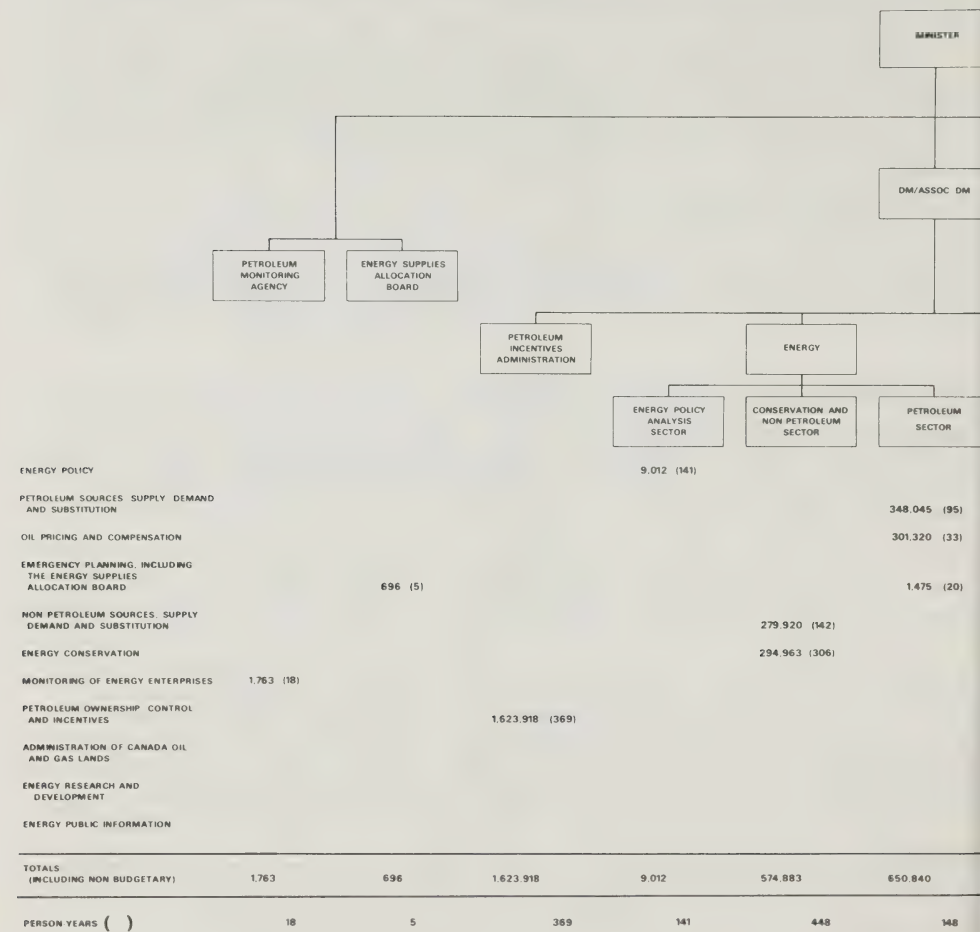 MINISTER
DM/ASSOC DM
PETROLEUM
MONITORING
AGENCY
ENERGY SUPPLIES
ALLOCATION
BOARD
PETROLEUM
INCENTIVES
ADMINISTRATION
ENERGY
ENERGY POLICY
ANALYSIS
SECTOR
CONSERVATION AND
NON PETROLEUM
SECTOR
PETROLEUM
SECTOR
ENERGY POLICY 9,012 (141)
PETROLEUM SOURCES SUPPLY DEMAND
AND SUBSTITUTION 348,045 (95)
OIL PRICING AND COMPENSATION 301,320 (33)
EMERGENCY PLANNING, INCLUDING
THE ENERGY SUPPLIES
ALLOCATION BOARD 696 (5) 1,475 (20)
NON PETROLEUM SOURCES, SUPPLY
DEMAND AND SUBSTITUTION 279,920 (142)
ENERGY CONSERVATION 294,963 (306)
MONITORING OF ENERGY ENTERPRISES 1,763 (18)
PETROLEUM OWNERSHIP CONTROL
AND INCENTIVES 1,623,918 (369)
ADMINISTRATION OF CANADA OIL
AND GAS LANDS
ENERGY RESEARCH AND
DEVELOPMENT
ENERGY PUBLIC INFORMATION
TOTALS
(INCLUDING NON BUDGETARY) 1,763 696 1,623,918 9,012 574,883 650,840
PERSON YEARS ( ) 18 5 369 141 448 148